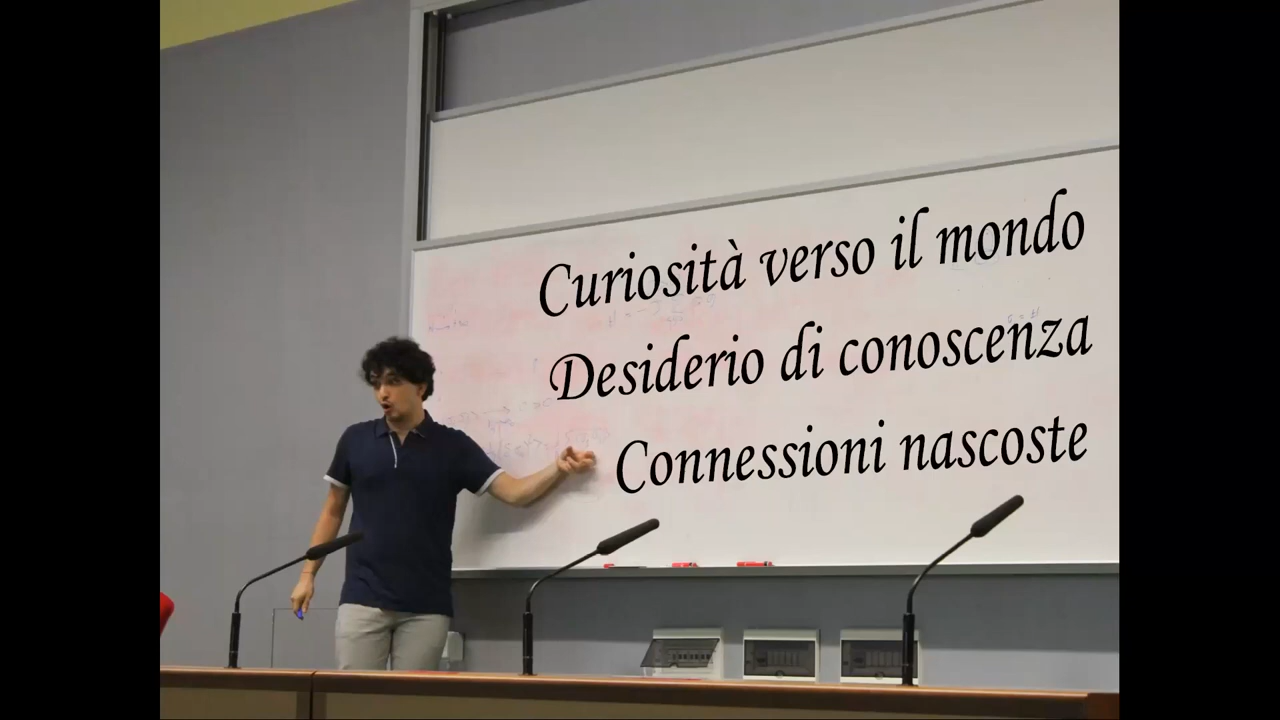 Curiosità verso il mondo
Desiderio di conoscenza
Connessioni nascoste